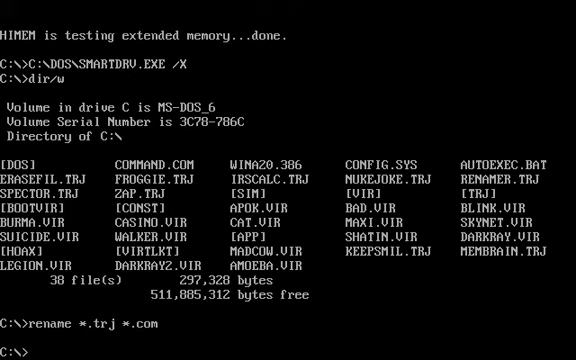 HIMEM is testing extended memory...done.
C:\>C:\DOS\SMARTDRV.EXE /X
C:\>dir/w
Volume in drive C is MS-DOS_6
Volume Serial Number is 3C78-786C
Directory of C:\
[DOS] COMMAND.COM WINA20.386 CONFIG.SYS AUTOEXEC.BAT
ERASEFIL.TRJ FROGGIE.TRJ IRSCALC.TRJ NUKEJOKE.TRJ RENAMER.TRJ
SPECTOR.TRJ ZAP.TRJ [SIM] [VIR] [TRJ]
[BOOTVIR] [CONST] APOK.VIR BAD.VIR BLINK.VIR
BURMA.VIR CASINO.VIR CAT.VIR MAXI.VIR SKYNET.VIR
SUICIDE.VIR WALKER.VIR [APP] SHATIN.VIR DARKRAY.VIR
[HOAX] [VIRTLKT] MADCOW.VIR KEEPSMIL.TRJ MEMBRAIN.TRJ
LEGION.VIR DARKRAY2.VIR AMOEBA.VIR
38 file(s) 297,328 bytes
511,885,312 bytes free
C:\>rename *.trj *.com
C:\>